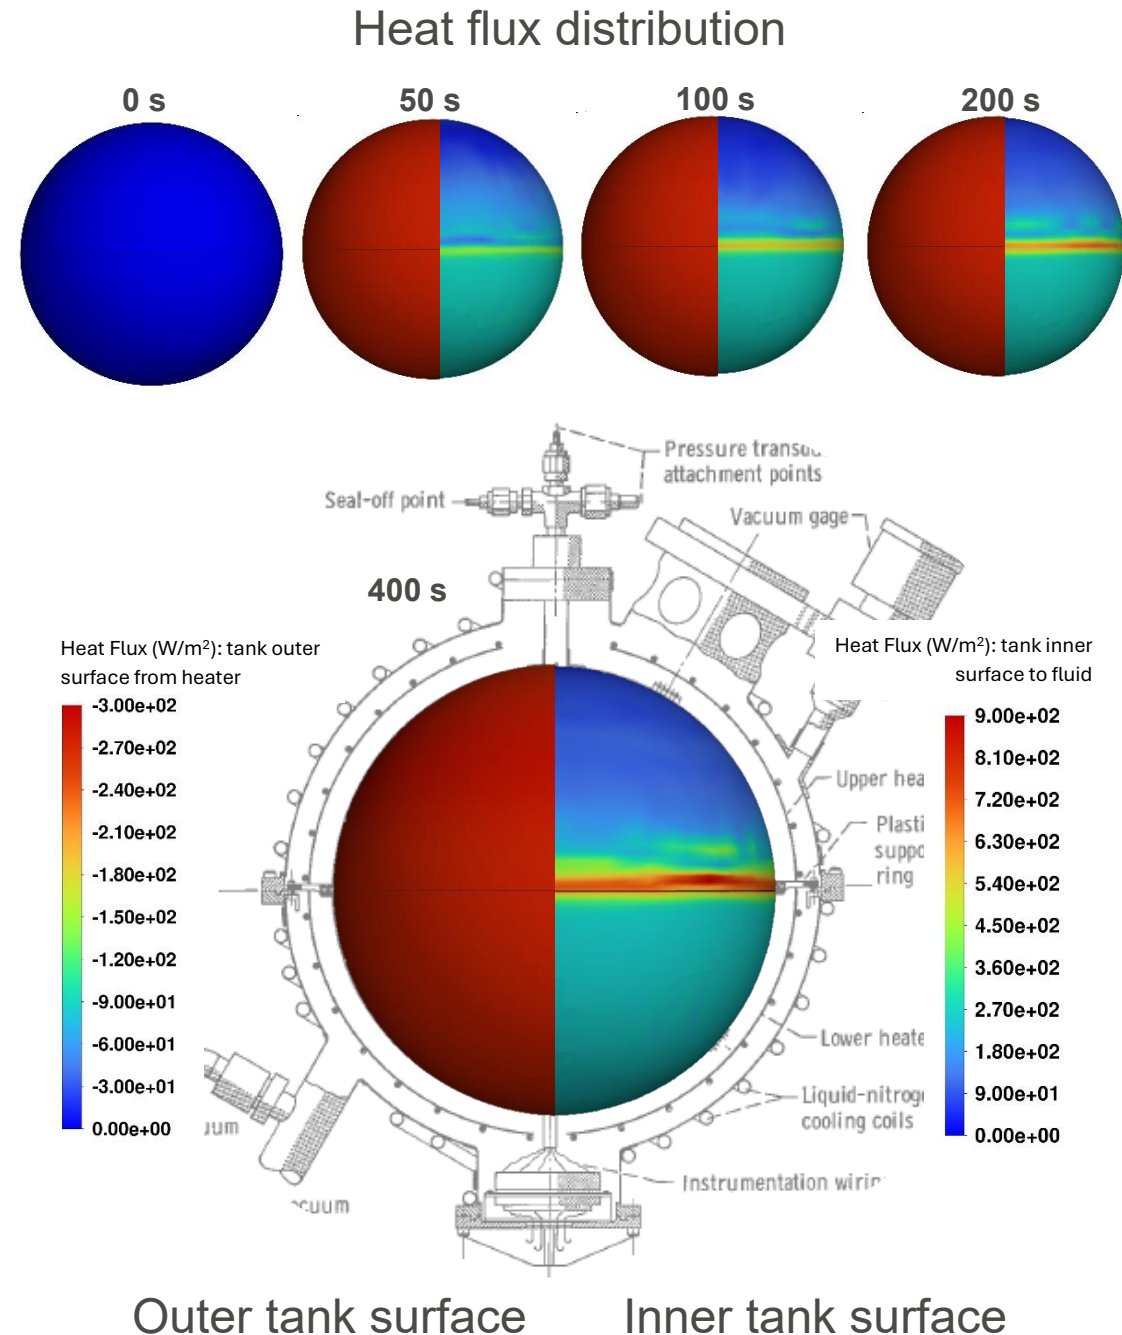 Heat flux distribution
0 s
50 s
100 s
200 s
Pressure
attachment points
Seal-off point
Vacuum gage
400 s
Heat Flux (W/m²): tank outer
surface from heater
-3.00e+02
-2.70e+02
-2.40e+02
-2.10e+02
-1.80e+02
-1.50e+02
-1.20e+02
-9.00e+01
-6.00e+01
-3.00e+01
0.00e+00
Heat Flux (W/m²): tank inner
surface to fluid
9.00e+02
8.10e+02
7.20e+02
6.30e+02
5.40e+02
4.50e+02
3.60e+02
2.70e+02
1.80e+02
9.00e+01
0.00e+00
Upper hea
Plasti
suppo
ring
Lower heate
Liquid-nitroge
cooling coils
Instrumentation
uum
cuum
Outer tank surface
Inner tank surface